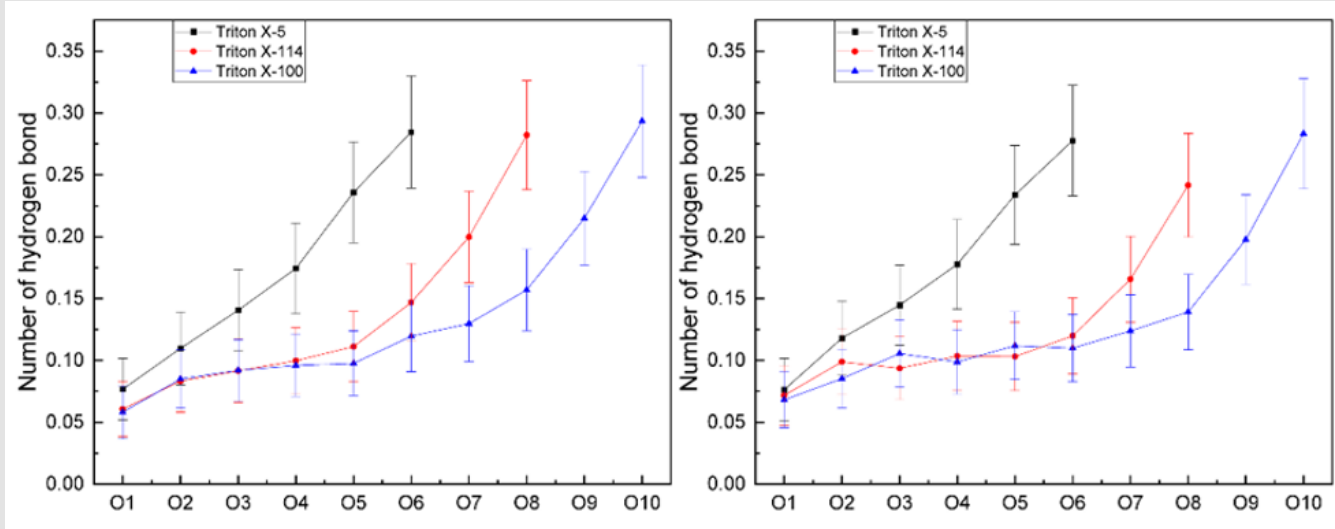 Triton X-5
Triton X-114
Triton X-100
Number of hydrogen bond
0.35
0.30
0.25
0.20
0.15
0.10
0.05
0.00
O1 O2 O3 O4 O5 O6 O7 O8 O9 O10
Triton X-5
Triton X-114
Triton X-100
Number of hydrogen bond
0.35
0.30
0.25
0.20
0.15
0.10
0.05
0.00
O1 O2 O3 O4 O5 O6 O7 O8 O9 O10